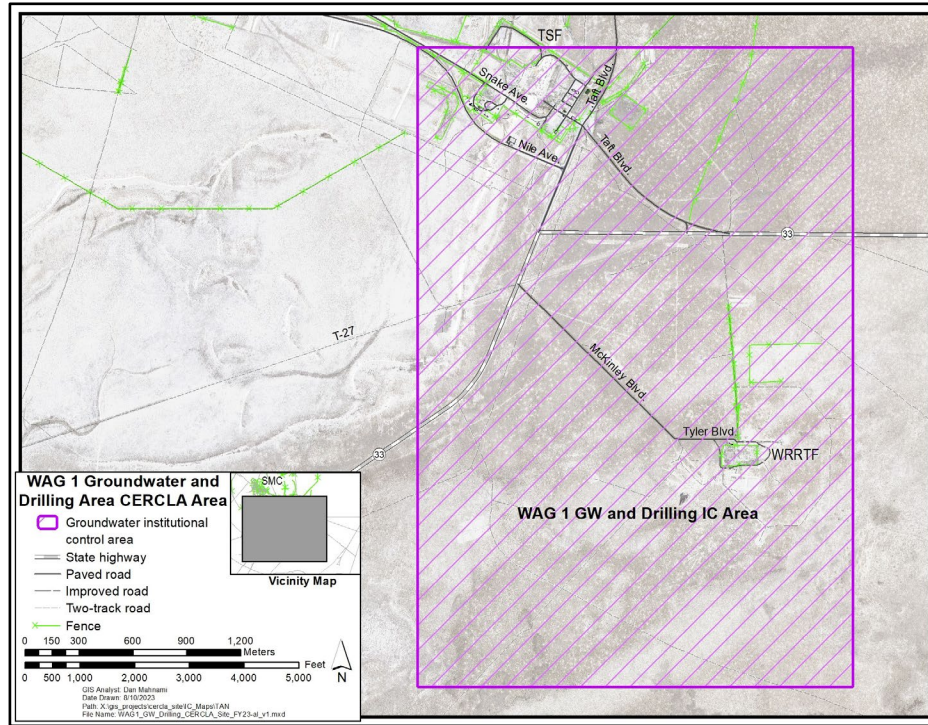 TSF
Snake Ave.
Taft Blvd.
Nile Ave.
Taft Blvd.
33
T-27
McKinley Blvd.
Tyler Blvd.
WRRTF
33
WAG 1 GW and Drilling IC Area
WAG 1 Groundwater and
Drilling Area CERCLA Area
Groundwater institutional
control area
State highway
Paved road
Improved road
Two-track road
Fence
SMC
Vicinity Map
0 150 300 600 900 1,200
Meters
Feet
0 500 1,000 2,000 3,000 4,000 5,000
N
GIS Analyst: Dan Mahnami
Date Drawn: 8/10/2023
Path: X:\gis_projects\cercla_site\IC_Maps\TAN
File Name: WAG1_GW_Drilling_CERCLA_Site_FY23-al_v1.mxd